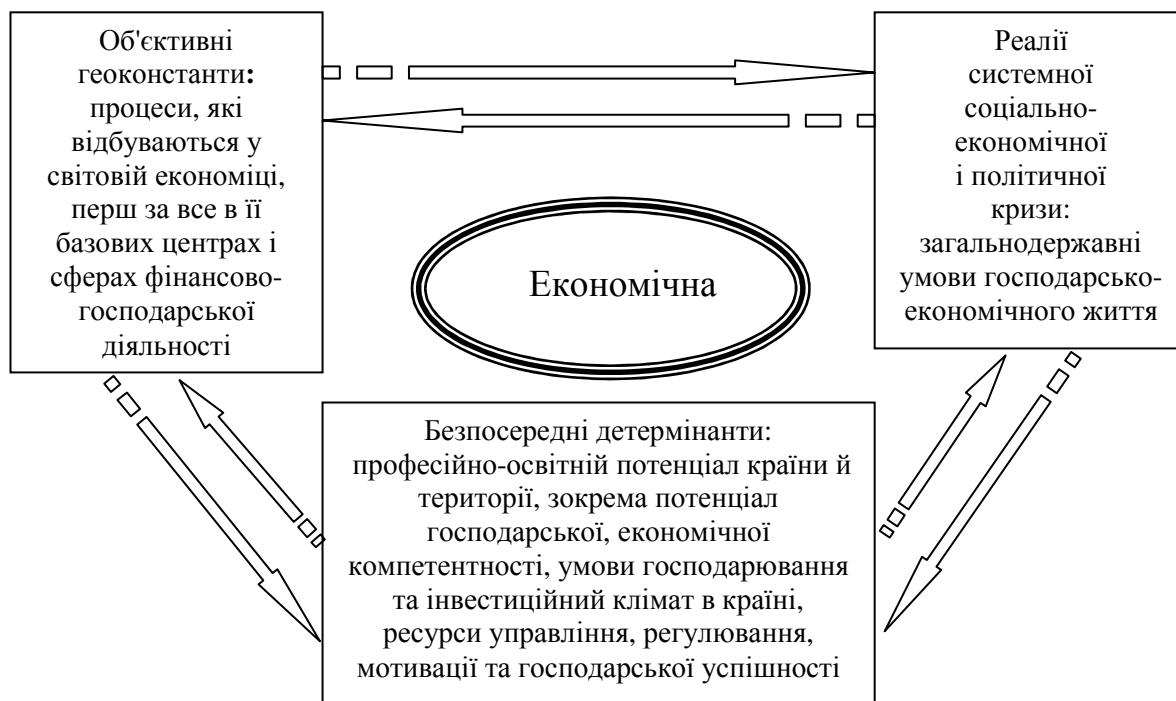 Об'єктивні
геоконстанти:
процеси, які
відбуваються у
світовій економіці,
перш за все в її
базових центрах і
сферах фінансово-
господарської
діяльності
Реалії
системної
соціально-
економічної
і політичної
кризи:
загальнодержавні
умови господарсько-
економічного життя
Економічна
Безпосередні детермінанти:
професійно-освітній потенціал країни й
території, зокрема потенціал
господарської, економічної
компетентності, умови господарювання
та інвестиційний клімат в країні,
ресурси управління, регулювання,
мотивації та господарської успішності